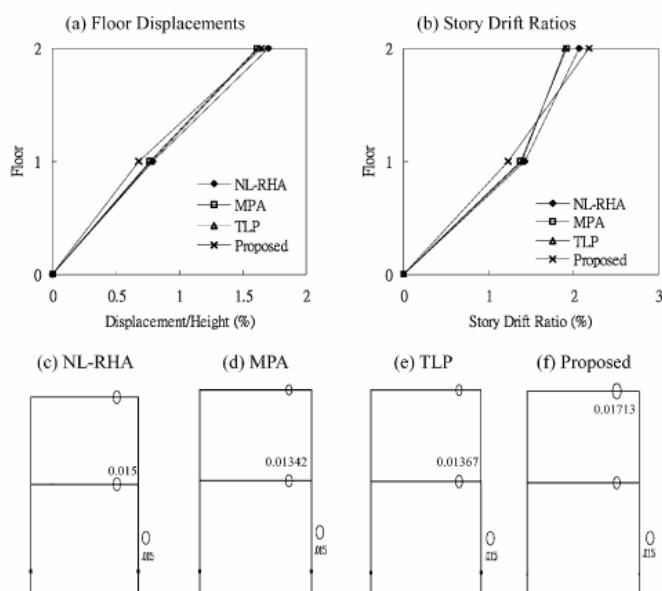 (a) Floor Displacements
2
1
0
Floor
NL-RHA
MPA
TLP
Proposed
0
0.5
1
1.5
2
Displacement/Height (%)
(b) Story Drift Ratios
2
1
0
Floor
NL-RHA
MPA
TLP
Proposed
0
1
2
3
Story Drift Ratio (%)
(c) NL-RHA
0.015
.015
(d) MPA
0.01342
.015
(e) TLP
0.01367
.015
(f) Proposed
0.01713
.015